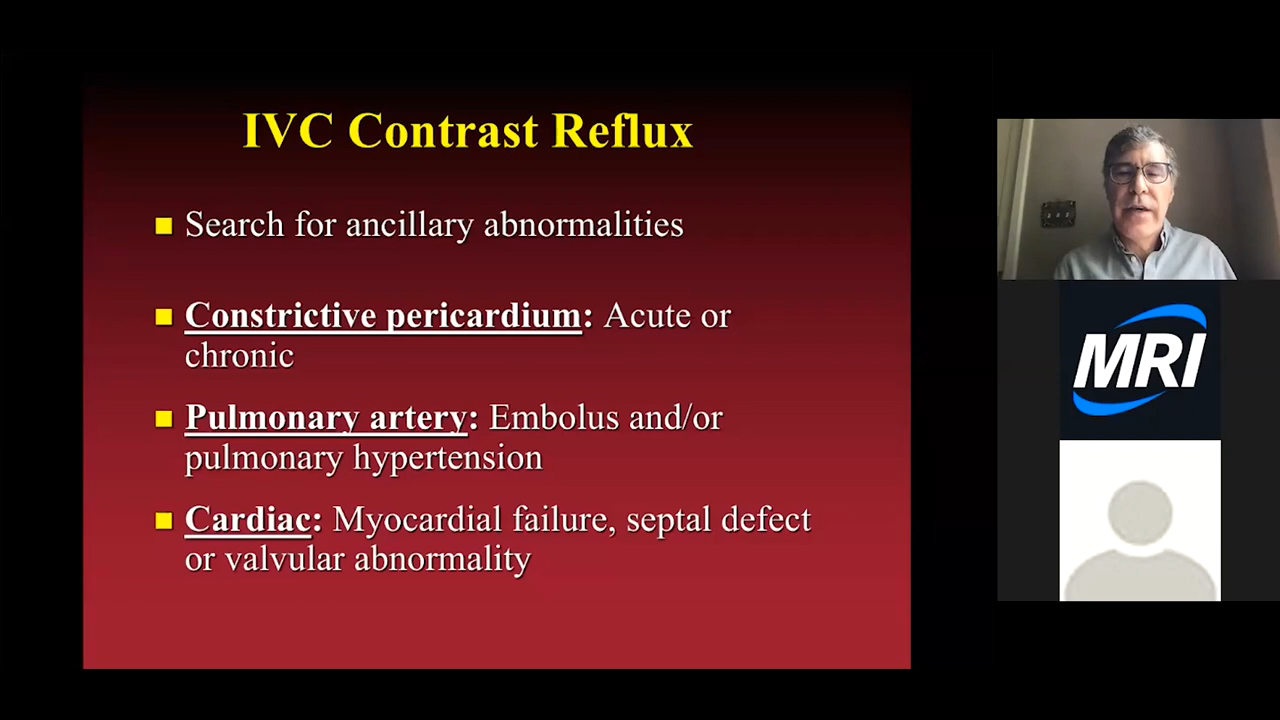 IVC Contrast Reflux
Search for ancillary abnormalities
Constrictive pericardium: Acute or
chronic
Pulmonary artery: Embolus and/or
pulmonary hypertension
Cardiac: Myocardial failure, septal defect
or valvular abnormality
MRI